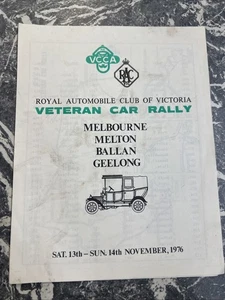 VCCA
RAC
ROYAL AUTOMOBILE CLUB OF VICTORIA
VETERAN CAR RALLY
MELBOURNE
MELTON
BALLAN
GEELONG
SAT. 13th – SUN. 14th NOVEMBER, 1976